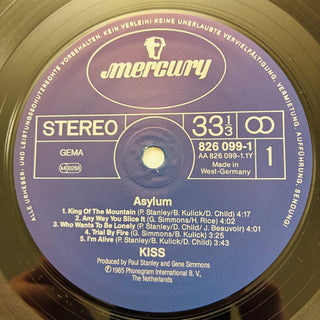 ALLE URHEBER- UND LEISTUNGSSCHUTZRECHTE VORBEHALTEN. KEIN VERLEIH! KEINE UNERLAUBTE VERVIELFÄLTIGUNG, VERMIETUNG, AUFFÜHRUNG, SENDUNG!
mercury
STEREO
33 1/3
GEMA
826 099-1
AA 826 099-1.1Y
Made in
West-Germany
1
Asylum
1. King Of The Mountain (P. Stanley/B. Kulick/D. Child) 4:17
2. Any Way You Slice It (G. Simmons/H. Rice) 4:02
3. Who Wants To Be Lonely (P. Stanley/D. Child/ J. Beauvoir) 4:01
4. Trial By Fire (G. Simmons/B. Kulick) 3:25
5. I'm Alive (P. Stanley/B. Kulick/D. Child) 3:43
KISS
Produced by Paul Stanley and Gene Simmons
℗ 1985 Phonogram International B. V.,
The Netherlands